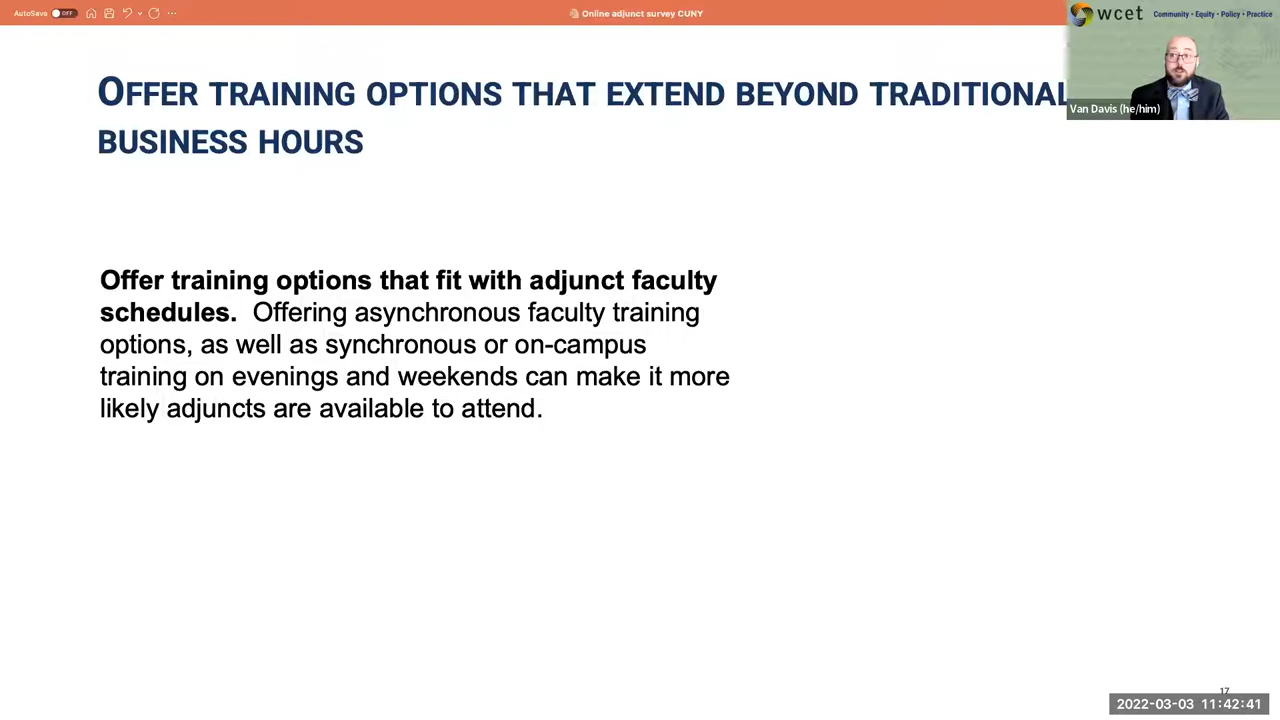 AutoSave OFF
Online adjunct survey CUNY
wcet Community • Equity • Policy • Practice
Van Davis (he/him)
OFFER TRAINING OPTIONS THAT EXTEND BEYOND TRADITIONAL
BUSINESS HOURS
Offer training options that fit with adjunct faculty
schedules. Offering asynchronous faculty training
options, as well as synchronous or on-campus
training on evenings and weekends can make it more
likely adjuncts are available to attend.
17
2022-03-03 11:42:41